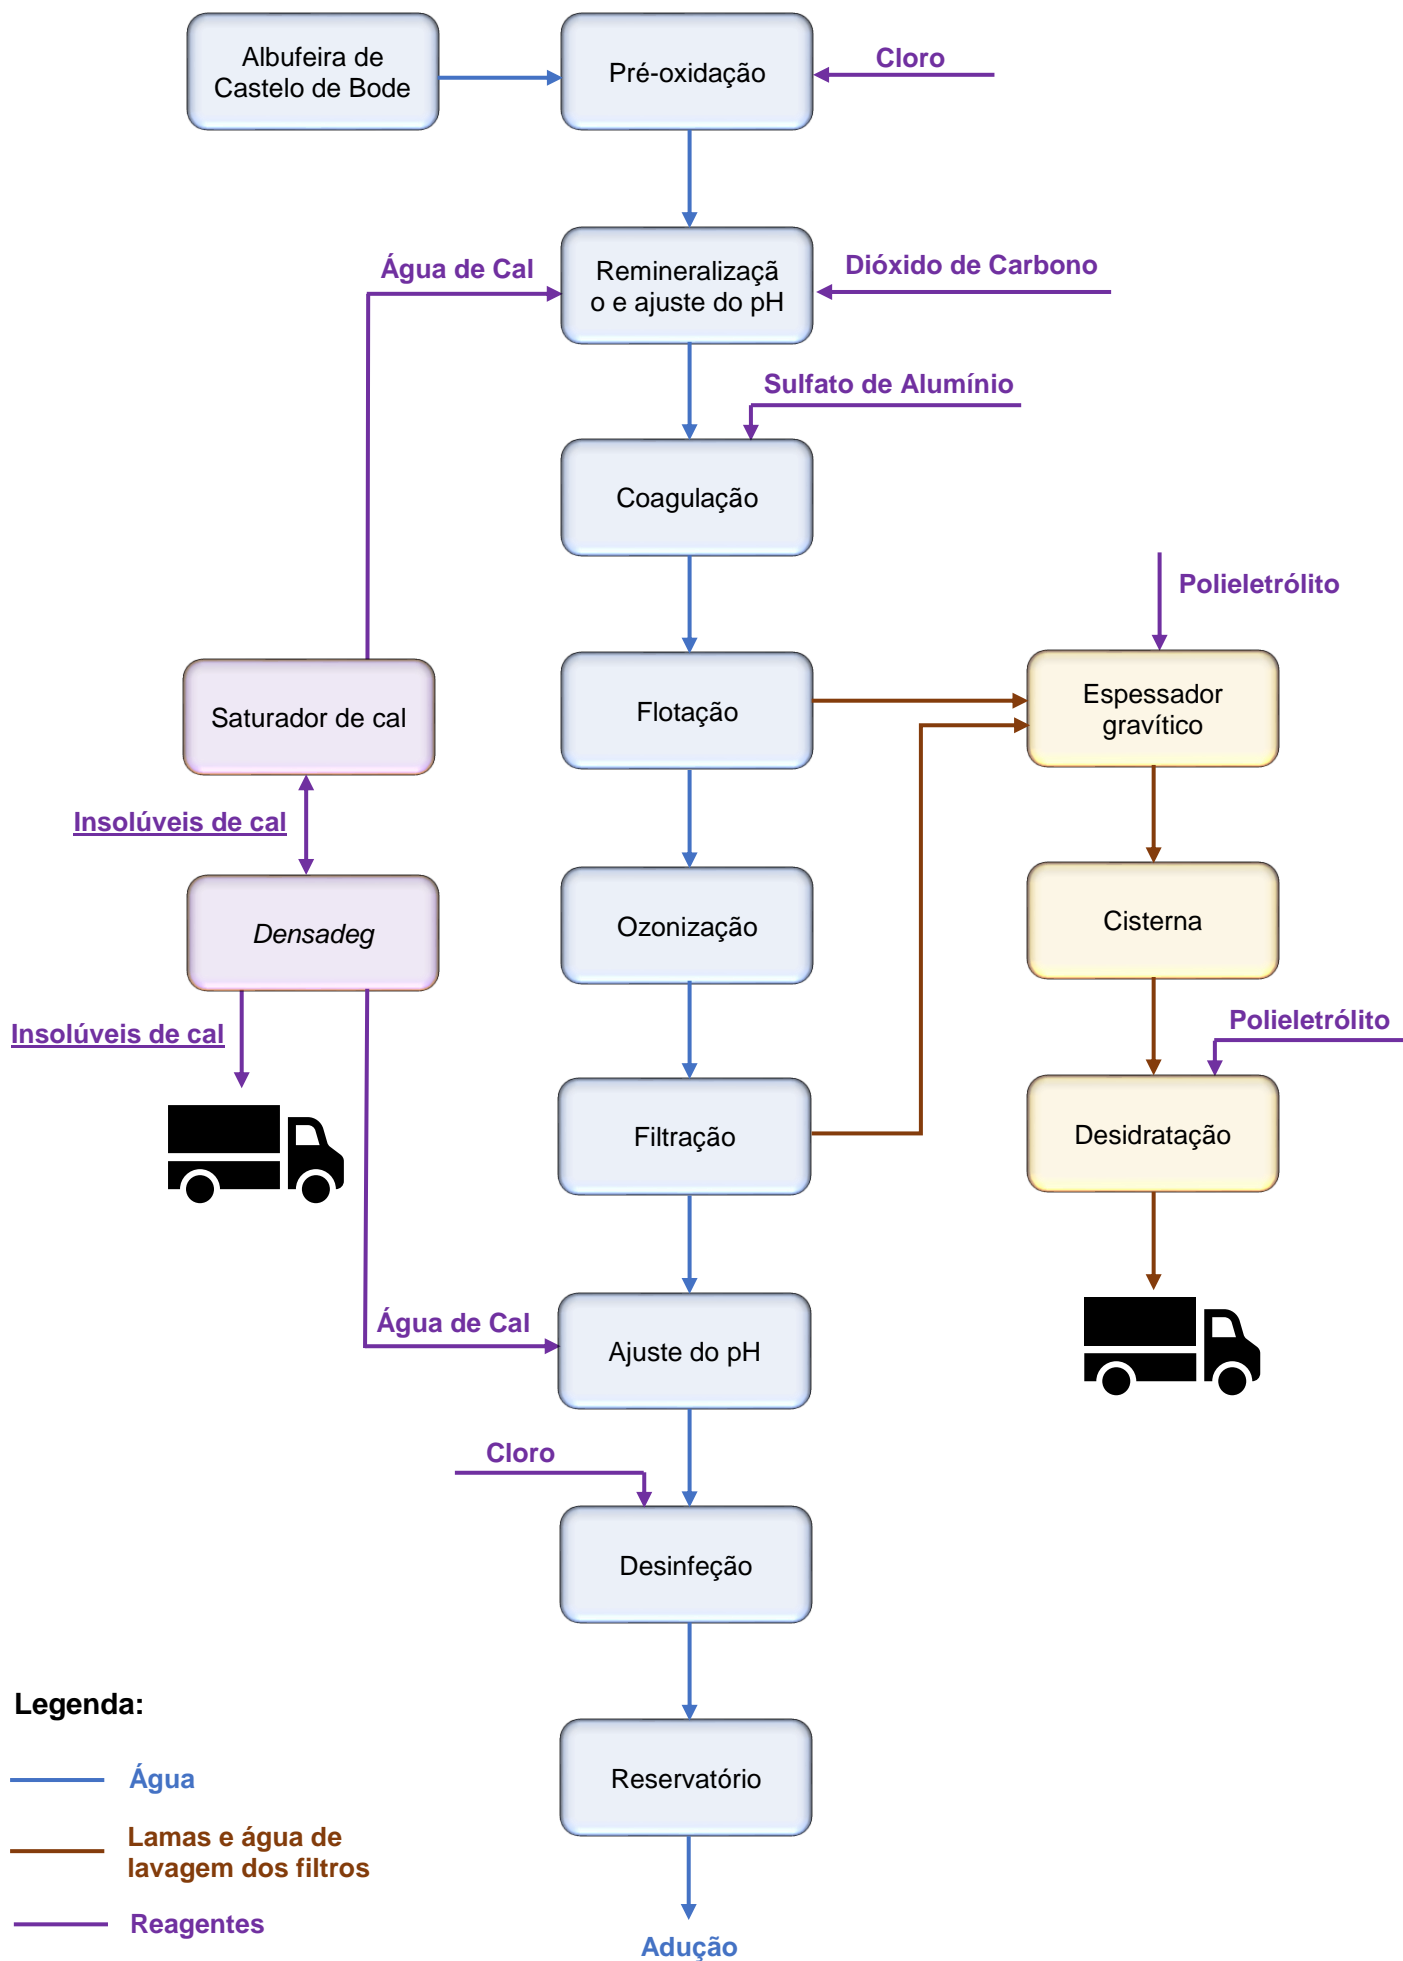 Albufeira de
Castelo de Bode
Pré-oxidação
Cloro
Água de Cal
Remineralizaçã
o e ajuste do pH
Dióxido de Carbono
Sulfato de Alumínio
Coagulação
Polieletrólito
Saturador de cal
Flotação
Espessador
gravítico
Insolúveis de cal
Densadeg
Ozonização
Cisterna
Insolúveis de cal
Polieletrólito
Filtração
Desidratação
Água de Cal
Ajuste do pH
Cloro
Desinfeção
Legenda:
Reservatório
Água
Lamas e água de
lavagem dos filtros
Reagentes
Adução